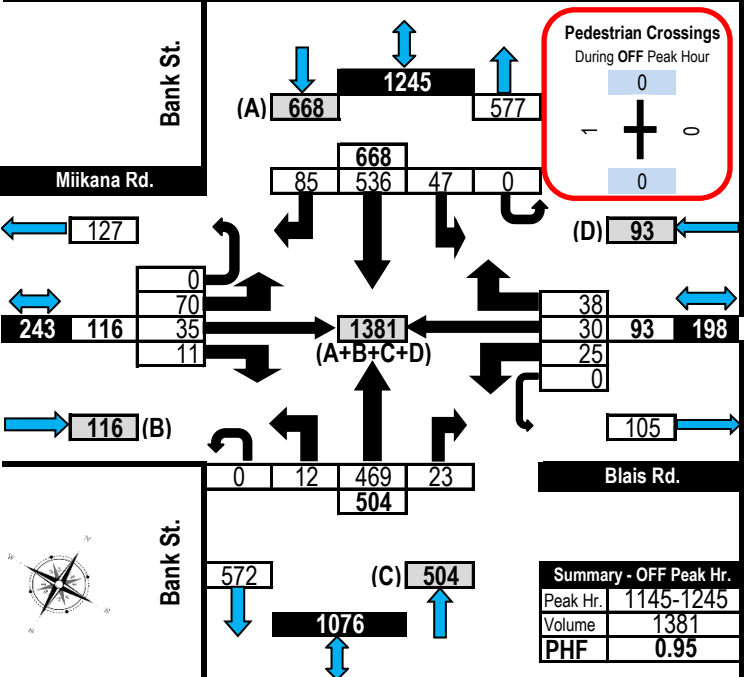 Bank St.
1245
(A) 668
577
Pedestrian Crossings
During OFF Peak Hour
0
1
0
0
668
85 536 47 0
Miikana Rd.
127
(D) 93
0
70
35
11
243 116
1381
(A+B+C+D)
38
30
25
0
93 198
116 (B)
105
0 12 469 23
504
Blais Rd.
Bank St.
572
(C) 504
1076
Summary - OFF Peak Hr.
Peak Hr. 1145-1245
Volume 1381
PHF 0.95